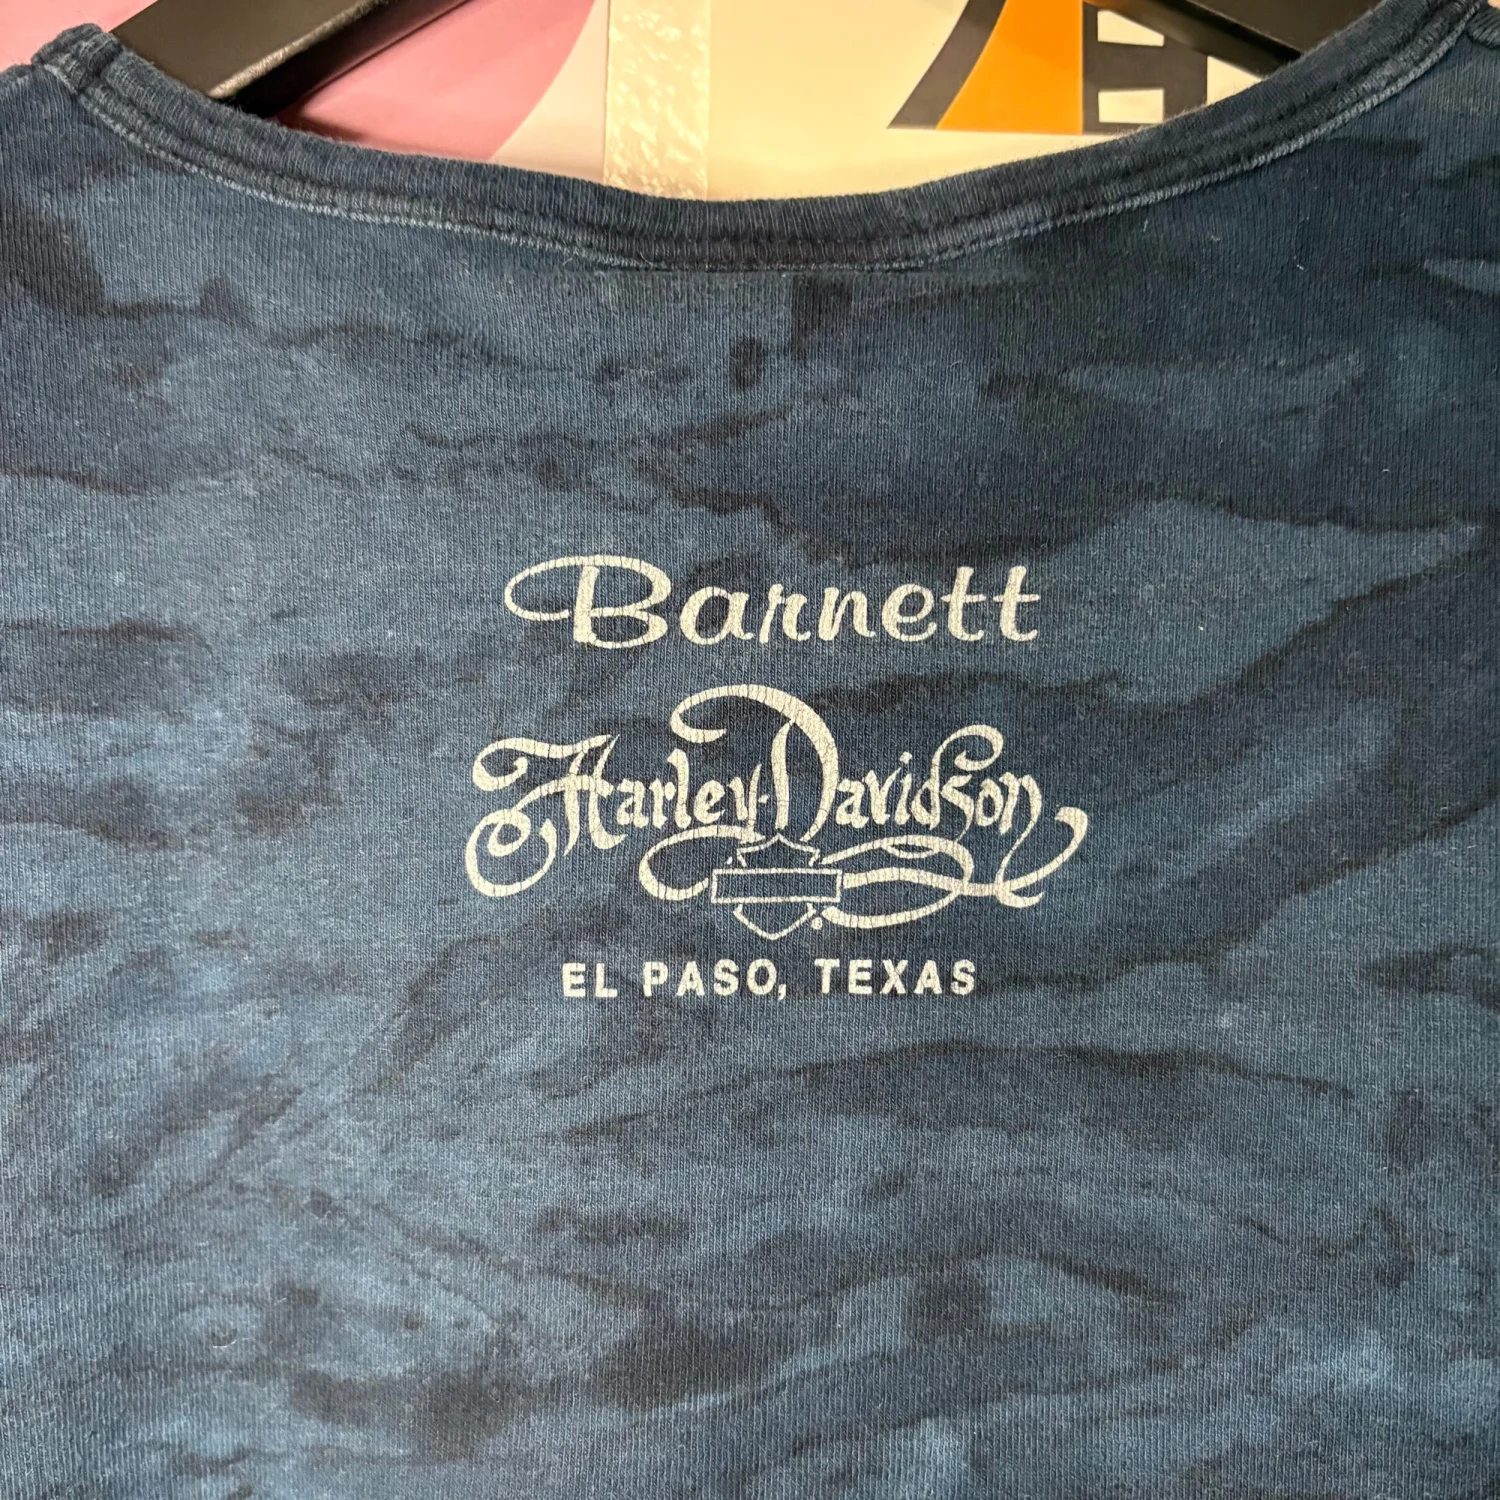 Barnett
Harley-Davidson
®
EL PASO, TEXAS